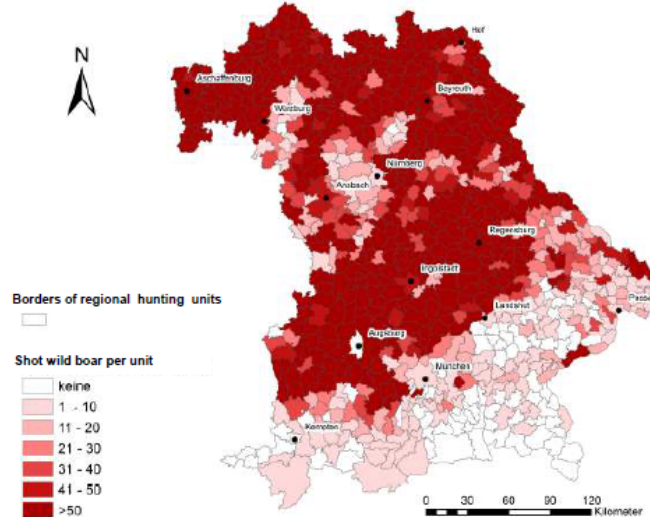 N
Hof
Aschaffenburg
Bayreuth
Würzburg
Nürnberg
Ansbach
Regensburg
Ingolstadt
Borders of regional hunting units
Landshut
Augsburg
Shot wild boar per unit
München
keine
1 - 10
11 - 20
Kempten
21 - 30
31 - 40
41 - 50
>50
0 15 30 60 90 120
Kilometer